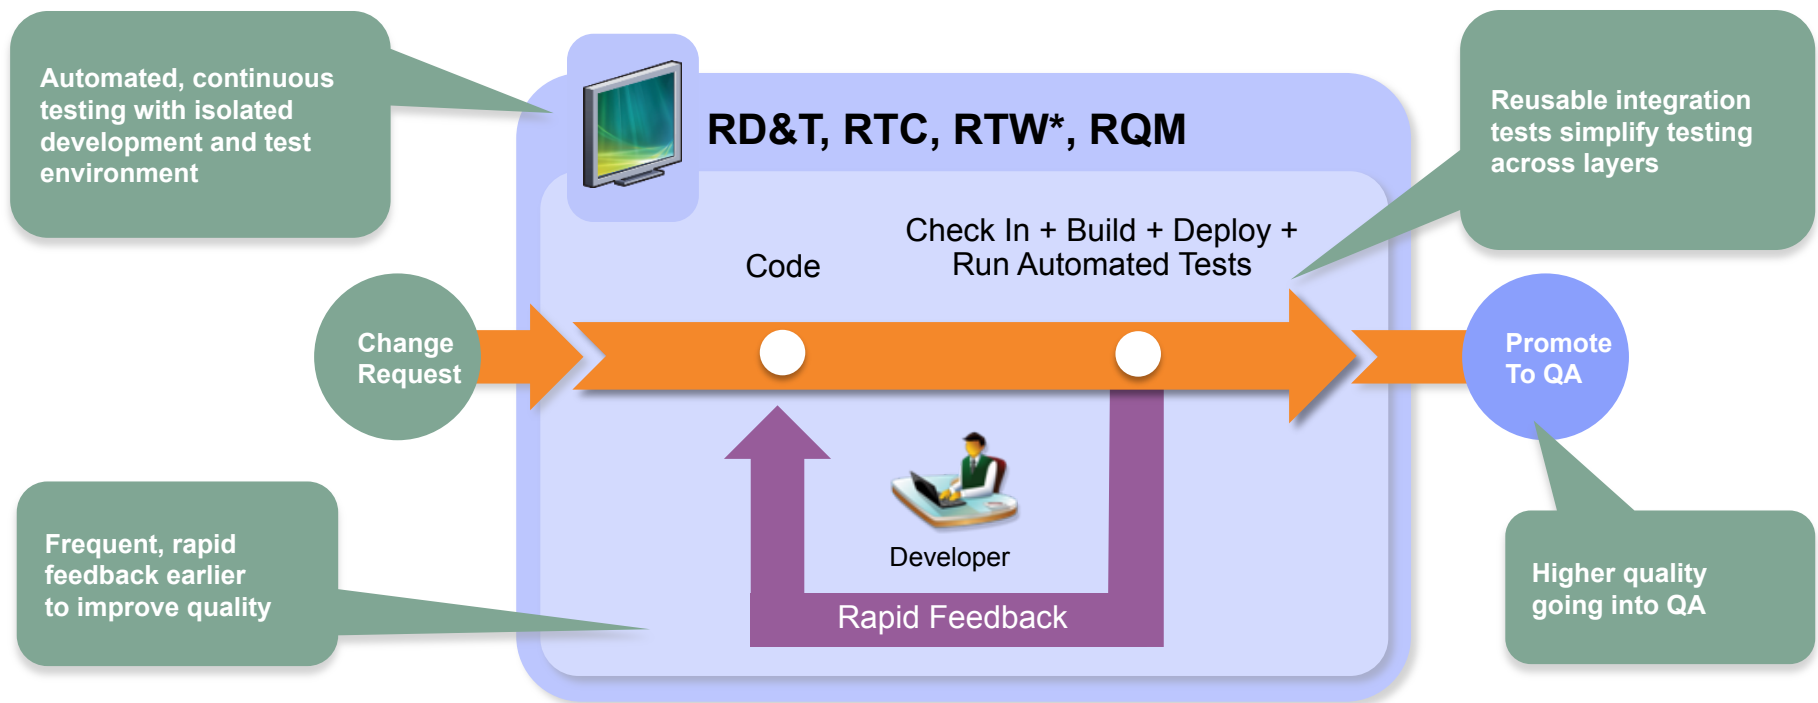 Automated, continuous
testing with isolated
development and test
environment
RD&T, RTC, RTW*, RQM
Reusable integration
tests simplify testing
across layers
Code
Check In + Build + Deploy +
Run Automated Tests
Change
Request
Promote
To QA
Developer
Rapid Feedback
Frequent, rapid
feedback earlier
to improve quality
Higher quality
going into QA